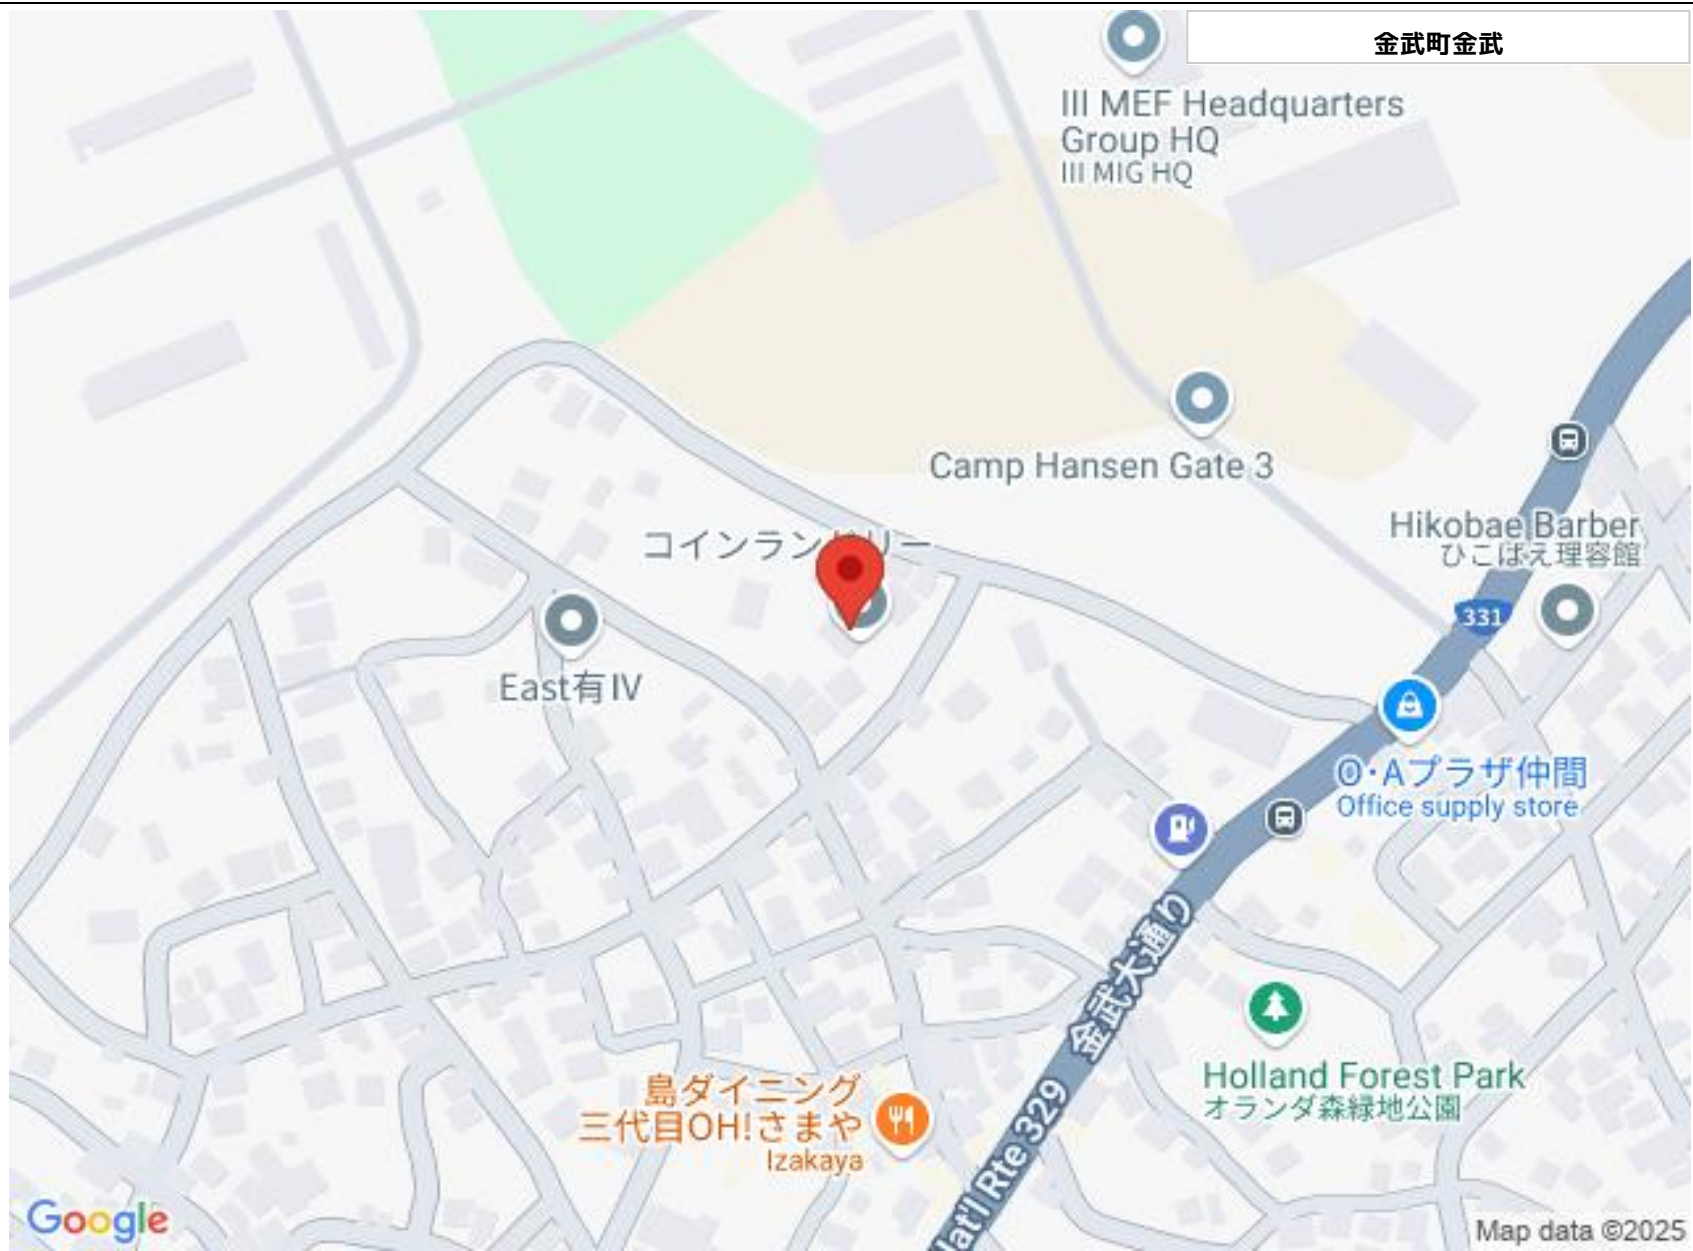 金武町金武
III MEF Headquarters
Group HQ
III MIG HQ
Camp Hansen Gate 3
Hikobae Barber
ひこばえ理容館
コインランドリー
331
East有IV
O·Aプラザ仲間
Office supply store
金武大通り
Nat'l Rte 329
Holland Forest Park
オランダ森緑地公園
島ダイニング
三代目OH!さまや
Izakaya
Google
Map data ©2025